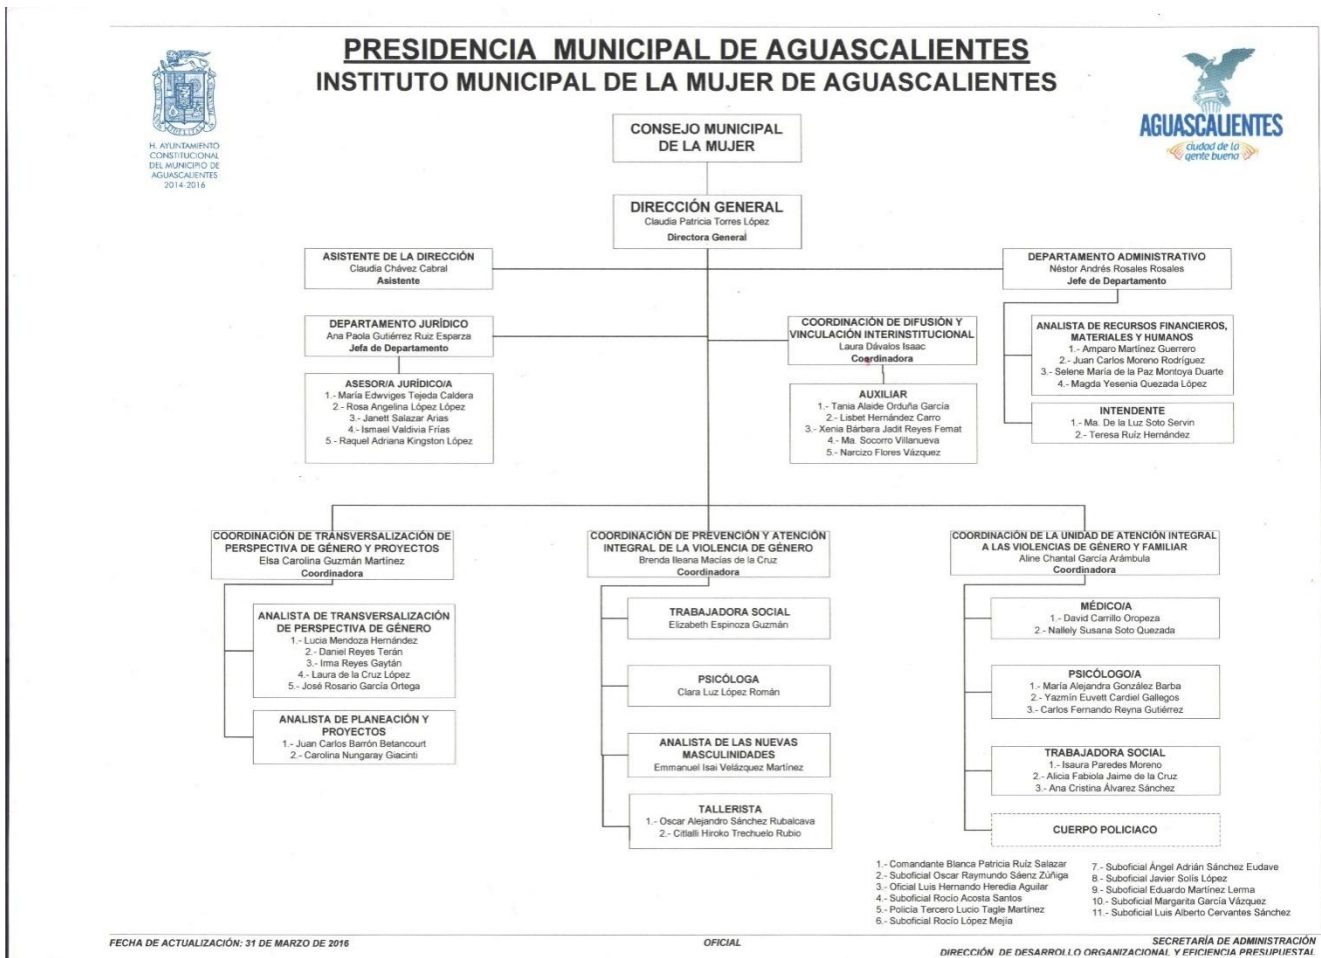 PRESIDENCIA MUNICIPAL DE AGUASCALIENTES
INSTITUTO MUNICIPAL DE LA MUJER DE AGUASCALIENTES
H. AYUNTAMIENTO
CONSTITUCIONAL
DEL MUNICIPIO DE
AGUASCALIENTES
2014-2016
AGUASCALIENTES
ciudad de la
gente buena
CONSEJO MUNICIPAL
DE LA MUJER
DIRECCIÓN GENERAL
Claudia Patricia Torres López
Directora General
ASISTENTE DE LA DIRECCIÓN
Claudia Chávez Cabral
Asistente
DEPARTAMENTO ADMINISTRATIVO
Néstor Andrés Rosales Rosales
Jefe de Departamento
DEPARTAMENTO JURÍDICO
Ana Paola Gutiérrez Ruiz Esparza
Jefa de Departamento
COORDINACIÓN DE DIFUSIÓN Y
VINCULACIÓN INTERINSTITUCIONAL
Laura Dávalos Isaac
Coordinadora
ANALISTA DE RECURSOS FINANCIEROS,
MATERIALES Y HUMANOS
1.- Amparo Martínez Guerrero
2.- Juan Carlos Moreno Rodríguez
3.- Selene María de la Paz Montoya Duarte
4.- Magda Yesenia Quezada López
ASESOR/A JURÍDICO/A
1.- María Edwviges Tejeda Caldera
2.- Rosa Angelina López López
3.- Janett Salazar Arias
4.- Ismael Valdivia Frías
5.- Raquel Adriana Kingston López
AUXILIAR
1.- Tania Alaide Orduña García
2.- Lisbet Hernández Carro
3.- Xenia Bárbara Jadit Reyes Femat
4.- Ma. Socorro Villanueva
5.- Narcizo Flores Vázquez
INTENDENTE
1.- Ma. De la Luz Soto Servin
2.- Teresa Ruíz Hernández
COORDINACIÓN DE TRANSVERSALIZACIÓN DE
PERSPECTIVA DE GÉNERO Y PROYECTOS
Elsa Carolina Guzmán Martínez
Coordinadora
ANALISTA DE TRANSVERSALIZACIÓN
DE PERSPECTIVA DE GÉNERO
1.- Lucia Mendoza Hernández
2.- Daniel Reyes Terán
3.- Irma Reyes Gaytán
4.- Laura de la Cruz López
5.- José Rosario García Ortega
ANALISTA DE PLANEACIÓN Y
PROYECTOS
1.- Juan Carlos Barrón Betancourt
2.- Carolina Nungaray Giacinti
COORDINACIÓN DE PREVENCIÓN Y ATENCIÓN
INTEGRAL DE LA VIOLENCIA DE GÉNERO
Brenda Ileana Macías de la Cruz
Coordinadora
TRABAJADORA SOCIAL
Elizabeth Espinoza Guzmán
PSICÓLOGA
Clara Luz López Román
ANALISTA DE LAS NUEVAS
MASCULINIDADES
Emmanuel Isai Velázquez Martínez
TALLERISTA
1.- Oscar Alejandro Sánchez Rubalcava
2.- Citlalli Hiroko Trechuelo Rubio
COORDINACIÓN DE LA UNIDAD DE ATENCIÓN INTEGRAL
A LAS VIOLENCIAS DE GÉNERO Y FAMILIAR
Aline Chantal García Arámbula
Coordinadora
MÉDICO/A
1.- David Carrillo Oropeza
2.- Nallely Susana Soto Quezada
PSICÓLOGO/A
1.- María Alejandra González Barba
2.- Yazmín Euvett Cardiel Gallegos
3.- Carlos Fernando Reyna Gutiérrez
TRABAJADORA SOCIAL
1.- Isaura Paredes Moreno
2.- Alicia Fabiola Jaime de la Cruz
3.- Ana Cristina Álvarez Sánchez
CUERPO POLICIACO
1.- Comandante Blanca Patricia Ruíz Salazar
2.- Suboficial Oscar Raymundo Sáenz Zúñiga
3.- Oficial Luis Hernando Heredia Aguilar
4.- Suboficial Rocío Acosta Santos
5.- Policía Tercero Lucio Tagle Martínez
6.- Suboficial Rocío López Mejía
7.- Suboficial Ángel Adrián Sánchez Eudave
8.- Suboficial Javier Solís López
9.- Suboficial Eduardo Martínez Lerma
10.- Suboficial Margarita García Vázquez
11.- Suboficial Luis Alberto Cervantes Sánchez
FECHA DE ACTUALIZACIÓN: 31 DE MARZO DE 2016
OFICIAL
SECRETARÍA DE ADMINISTRACIÓN
DIRECCIÓN DE DESARROLLO ORGANIZACIONAL Y EFICIENCIA PRESUPUESTAL